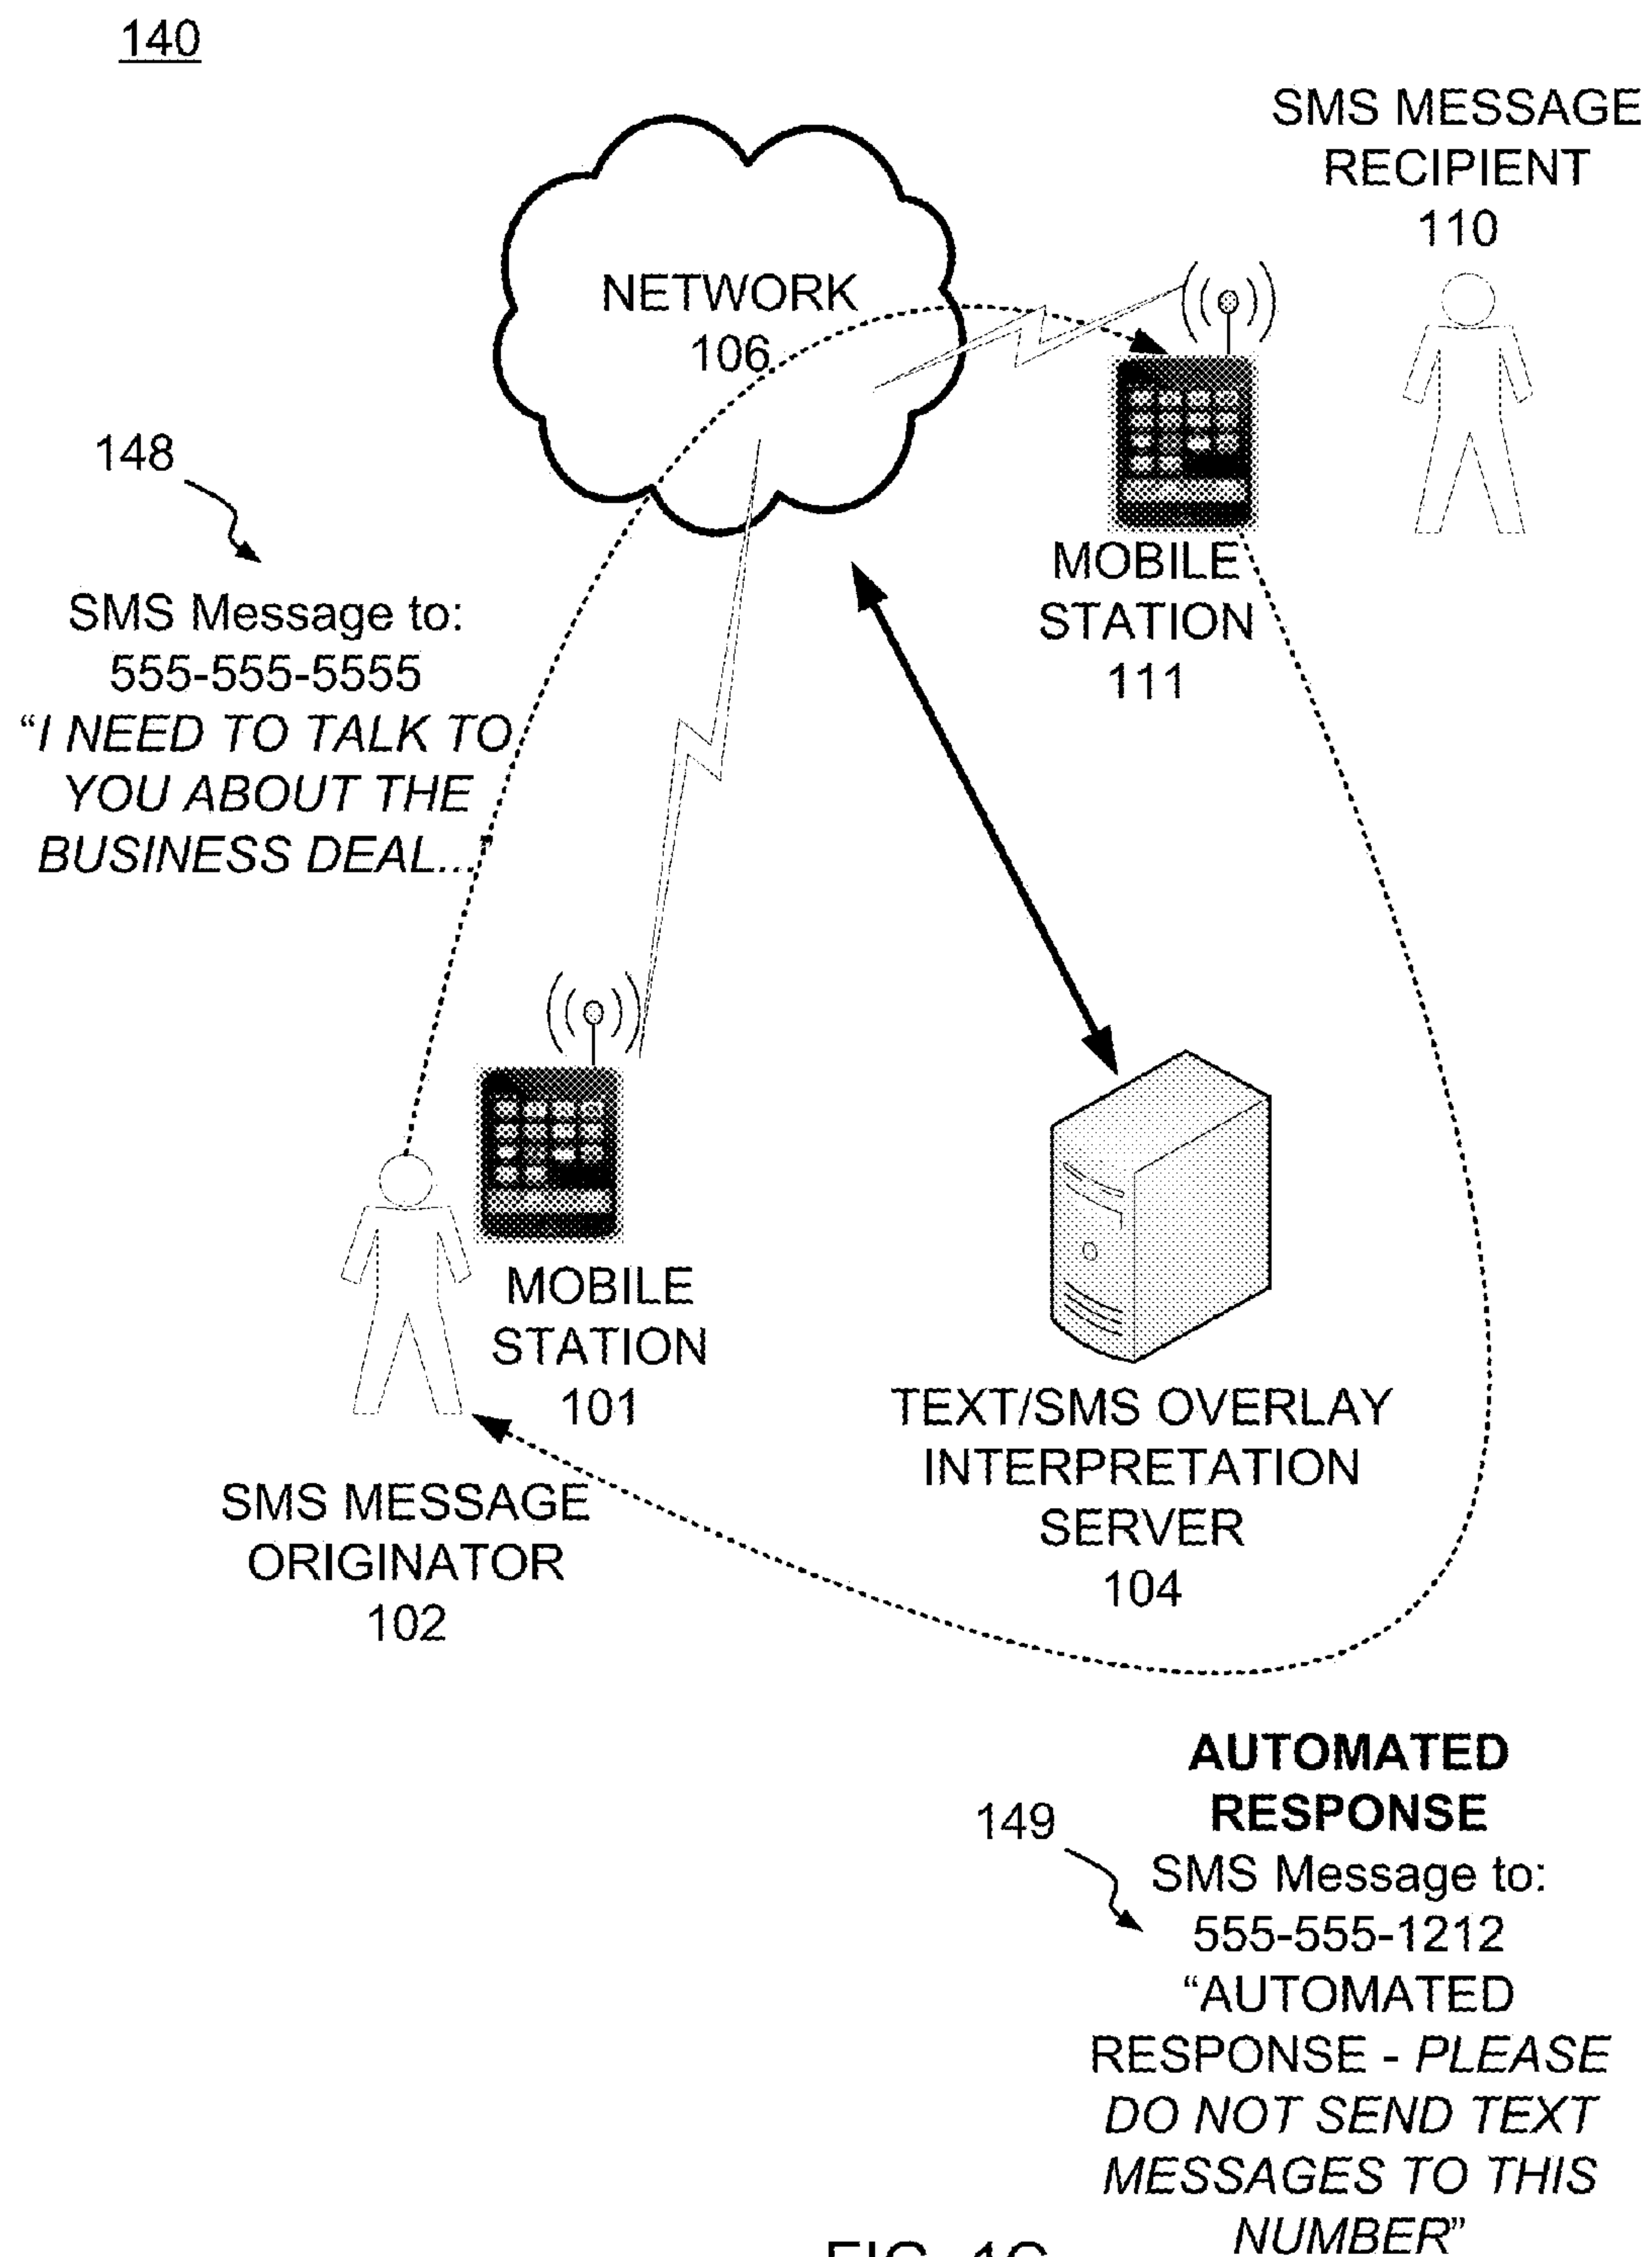 140
SMS MESSAGE
RECIPIENT
110
NETWORK
106
148
SMS Message to:
555-555-5555
“I NEED TO TALK TO
YOU ABOUT THE
BUSINESS DEAL...”
MOBILE
STATION
111
MOBILE
STATION
101
SMS MESSAGE
ORIGINATOR
102
TEXT/SMS OVERLAY
INTERPRETATION
SERVER
104
149
AUTOMATED
RESPONSE
SMS Message to:
555-555-1212
“AUTOMATED
RESPONSE - PLEASE
DO NOT SEND TEXT
MESSAGES TO THIS
NUMBER”